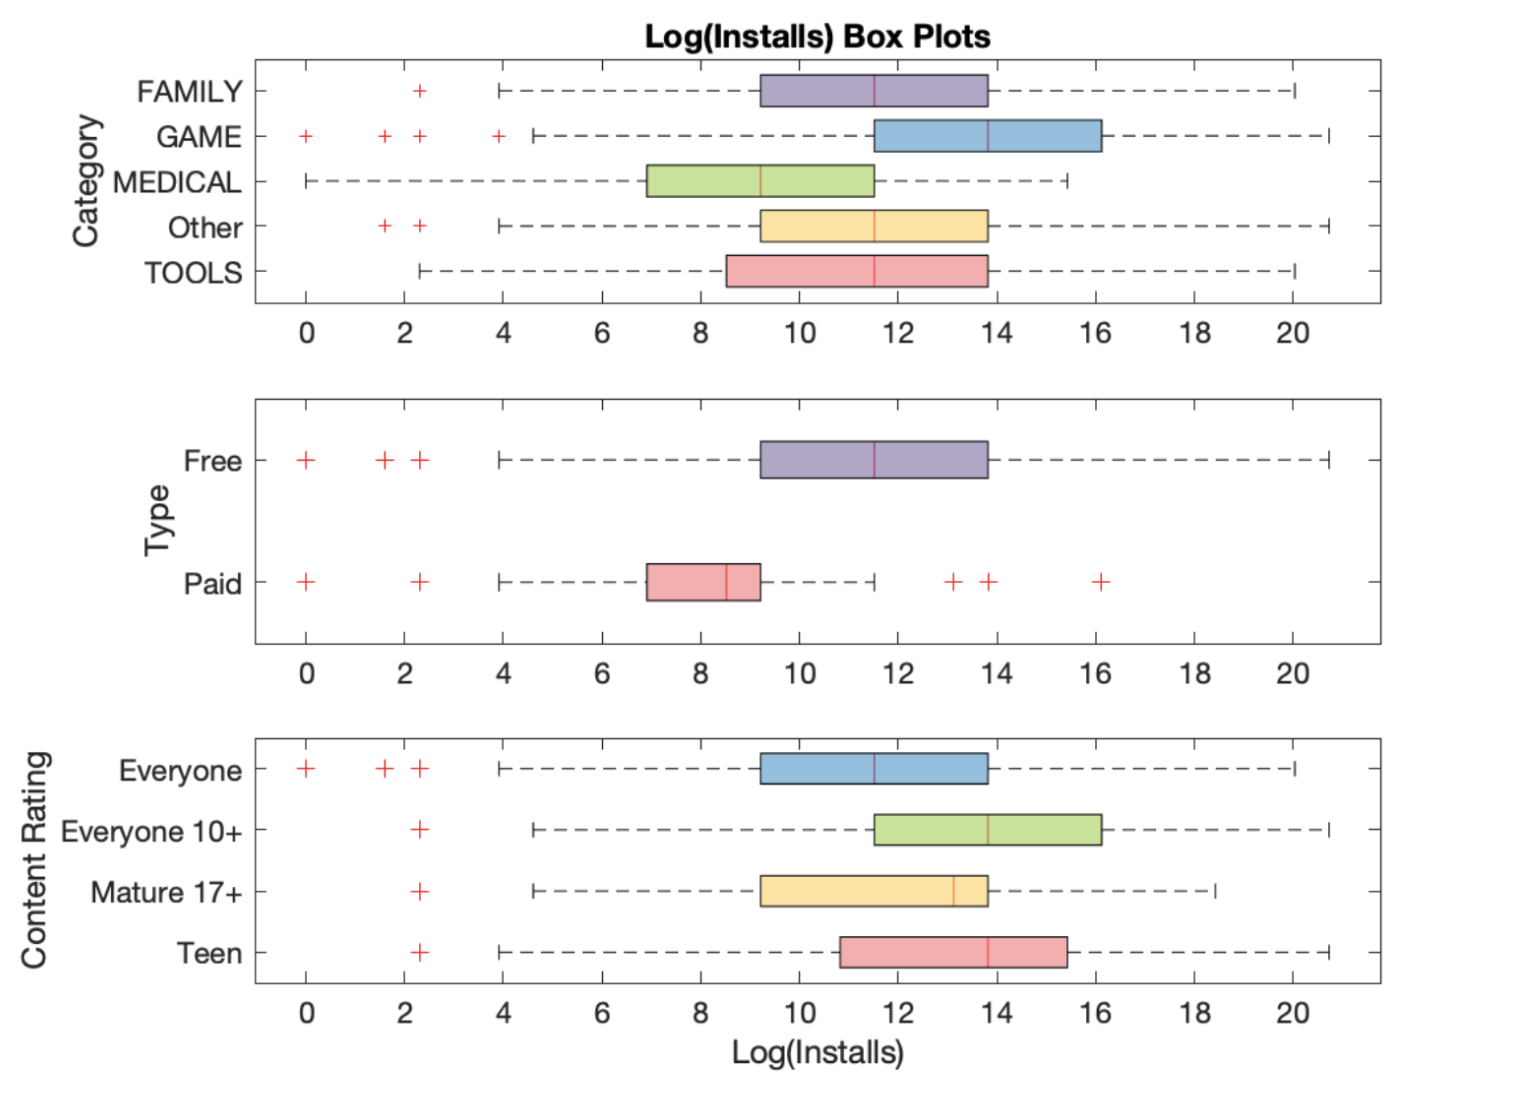 Log(Installs) Box Plots
Category
FAMILY
GAME
MEDICAL
Other
TOOLS
0 2 4 6 8 10 12 14 16 18 20
Type
Free
Paid
0 2 4 6 8 10 12 14 16 18 20
Content Rating
Everyone
Everyone 10+
Mature 17+
Teen
0 2 4 6 8 10 12 14 16 18 20
Log(Installs)